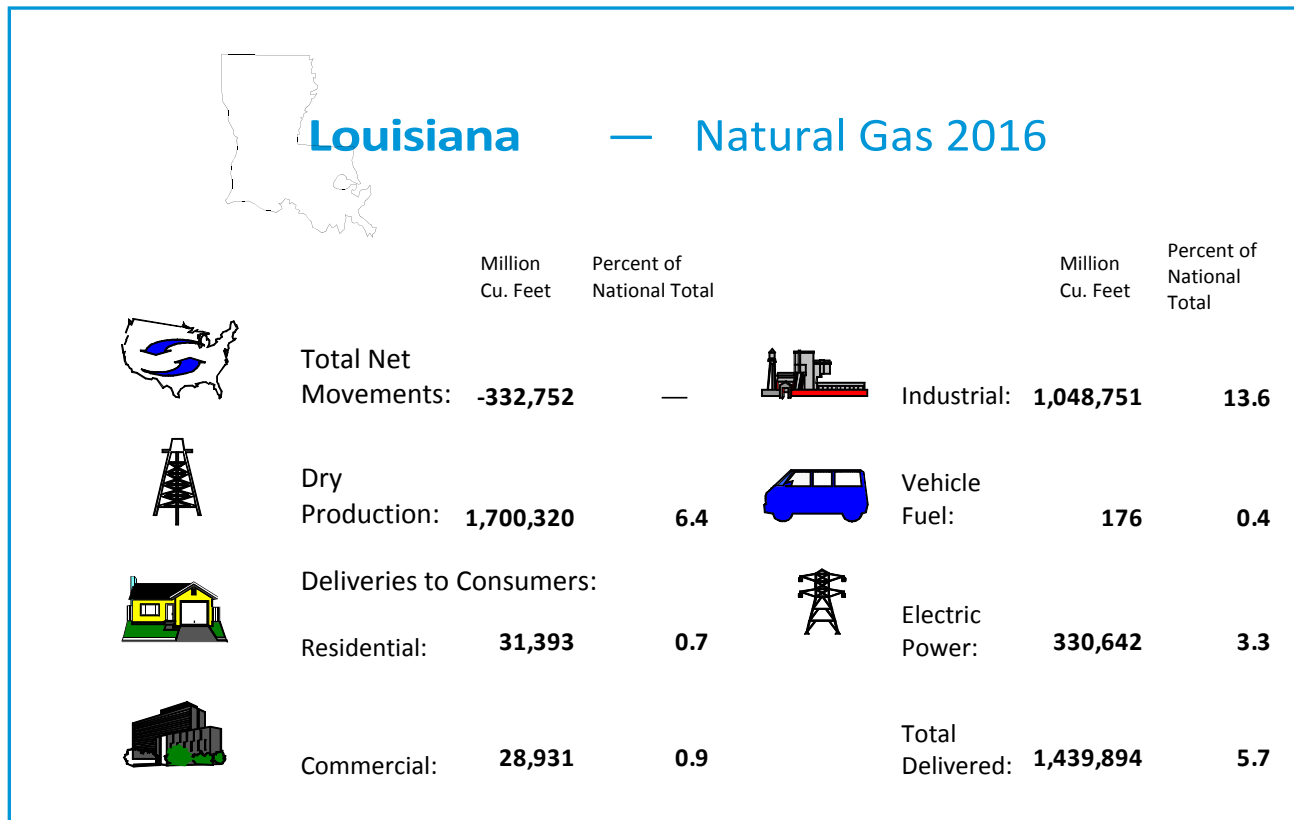 Louisiana — Natural Gas 2016
Million
Cu. Feet
Percent of
National Total
Million
Cu. Feet
Percent of
National
Total
Total Net
Movements: -332,752 —
Industrial: 1,048,751 13.6
Dry
Production: 1,700,320 6.4
Vehicle
Fuel: 176 0.4
Deliveries to Consumers:
Residential: 31,393 0.7
Electric
Power: 330,642 3.3
Commercial: 28,931 0.9
Total
Delivered: 1,439,894 5.7